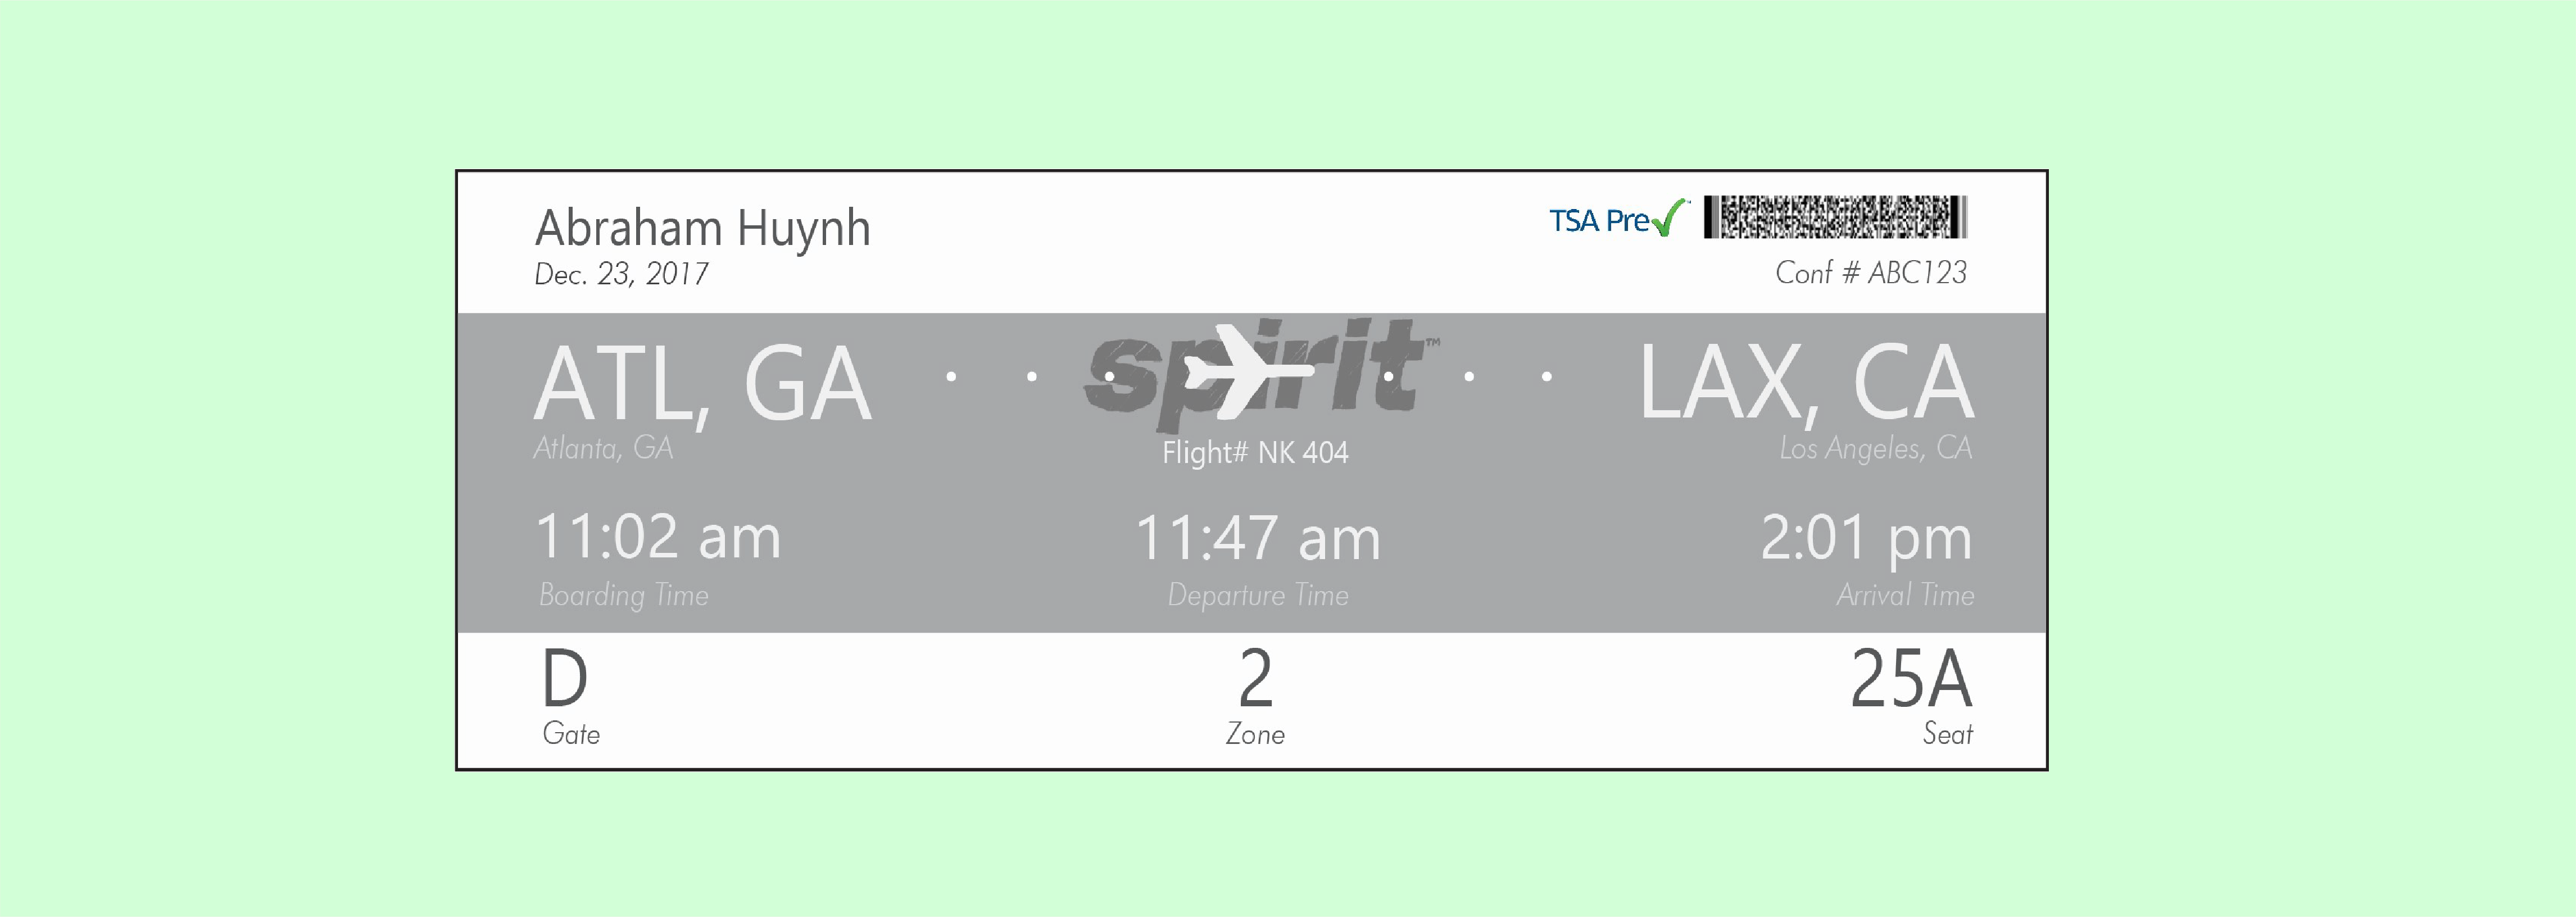 Abraham Huynh
Dec. 23, 2017
TSA Pre
Conf # ABC123
ATL, GA
Atlanta, GA
spirit™
Flight# NK 404
LAX, CA
Los Angeles, CA
11:02 am
Boarding Time
11:47 am
Departure Time
2:01 pm
Arrival Time
D
Gate
2
Zone
25A
Seat